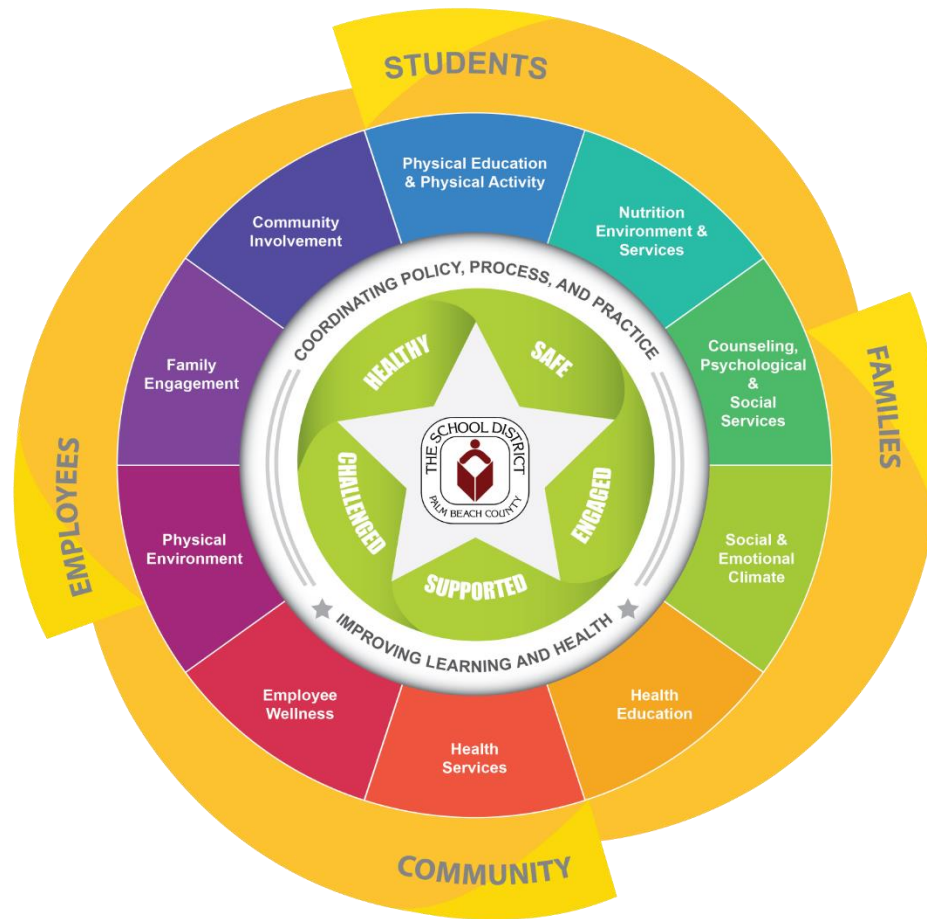 STUDENTS
FAMILIES
COMMUNITY
EMPLOYEES
Physical Education
& Physical Activity
Nutrition
Environment &
Services
Counseling,
Psychological
&
Social
Services
Social &
Emotional
Climate
Health
Education
Health
Services
Employee
Wellness
Physical
Environment
Family
Engagement
Community
Involvement
COORDINATING POLICY, PROCESS, AND PRACTICE
IMPROVING LEARNING AND HEALTH
HEALTHY
SAFE
ENGAGED
SUPPORTED
CHALLENGED
THE SCHOOL DISTRICT
PALM BEACH COUNTY